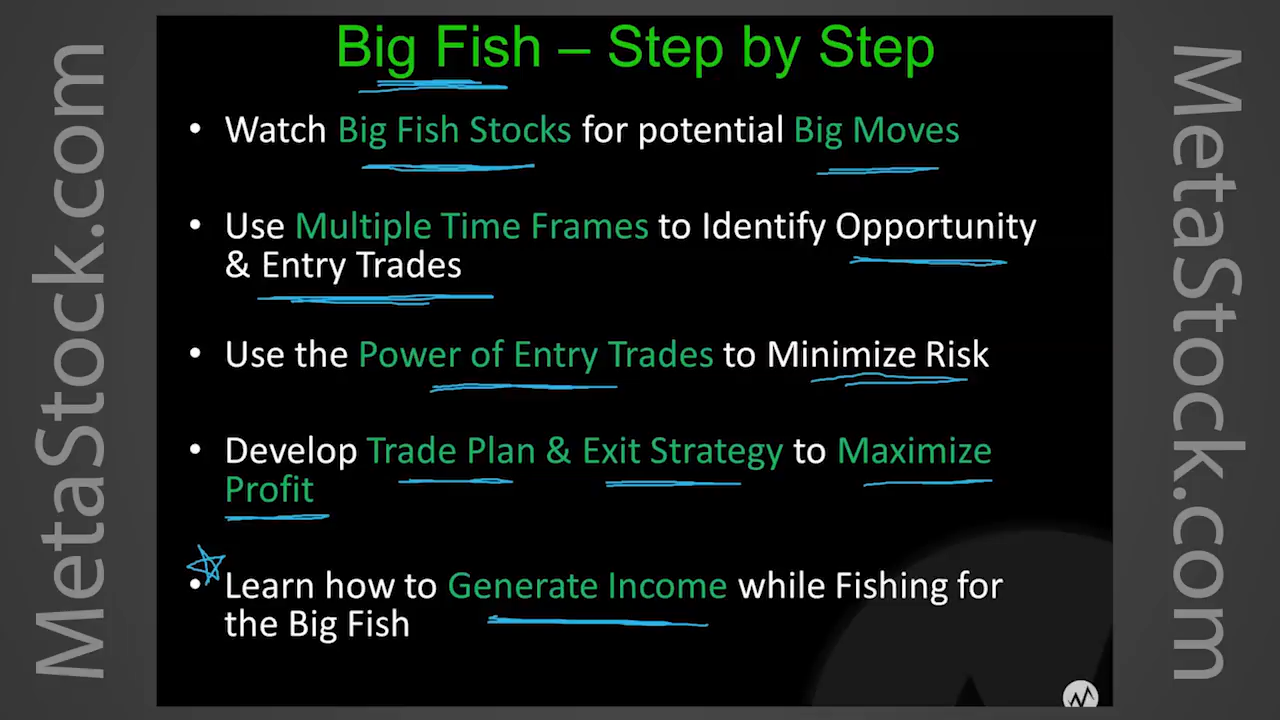 Big Fish – Step by Step
• Watch Big Fish Stocks for potential Big Moves
• Use Multiple Time Frames to Identify Opportunity
& Entry Trades
• Use the Power of Entry Trades to Minimize Risk
• Develop Trade Plan & Exit Strategy to Maximize
Profit
• Learn how to Generate Income while Fishing for
the Big Fish
MetaStock.com
MetaStock.com